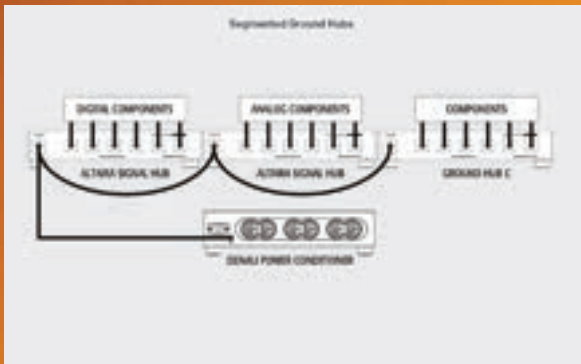 Segmented Ground Hubs
DIGITAL COMPONENTS
ANALOG COMPONENTS
COMPONENTS
ALTAIRA SIGNAL HUB
ALTAIRA SIGNAL HUB
GROUND HUB C
DENALI POWER CONDITIONER